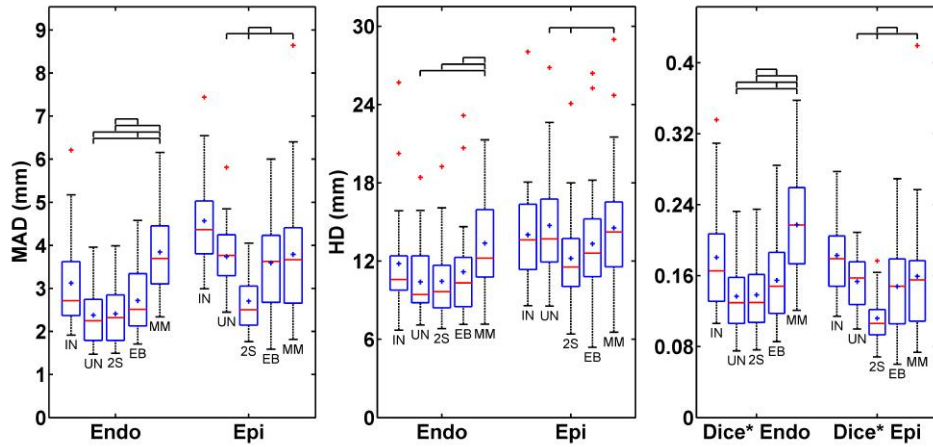 MAD (mm)
9
8
7
6
5
4
3
2
1
0
IN
UN
2S
EB
MM
IN
UN
2S
EB
MM
Endo
Epi
HD (mm)
30
24
18
12
6
0
IN
UN
2S
EB
MM
IN
UN
2S
EB
MM
Endo
Epi
0.4
0.32
0.24
0.16
0.08
0
IN
UN
2S
EB
MM
IN
UN
2S
EB
MM
Dice* Endo
Dice* Epi